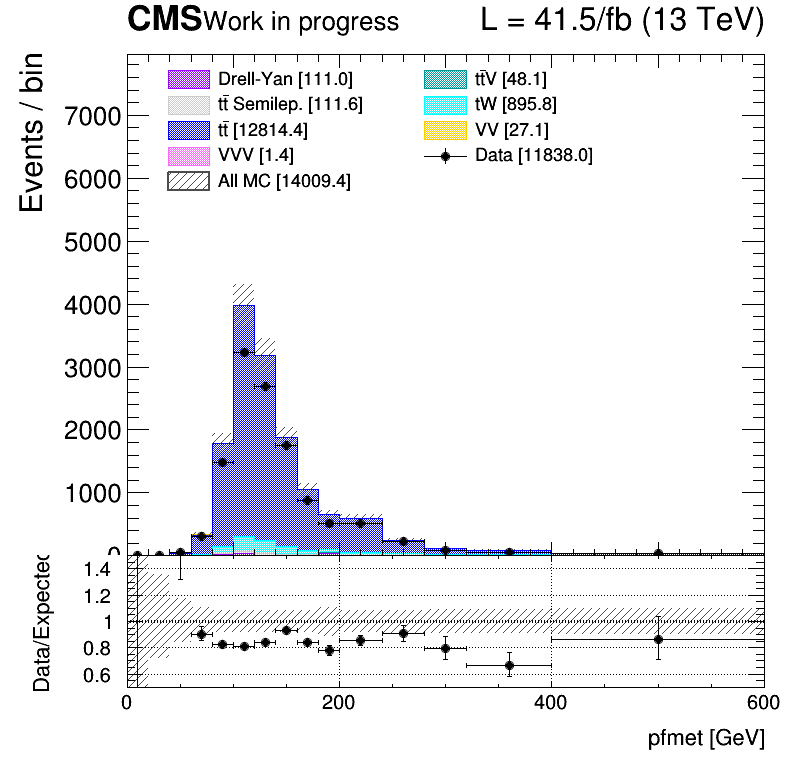 CMS Work in progress L = 41.5/fb (13 TeV)
Events / bin
Drell-Yan [111.0]
tt̄ Semilep. [111.6]
tt̄ [12814.4]
VVV [1.4]
All MC [14009.4]
tt̄V [48.1]
tW [895.8]
VV [27.1]
Data [11838.0]
7000
6000
5000
4000
3000
2000
1000
0
Data/Expected
1.4
1.2
1
0.8
0.6
0 200 400 600
pfmet [GeV]